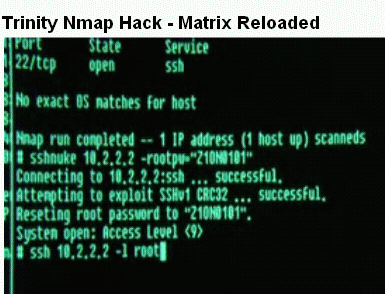 Trinity Nmap Hack - Matrix Reloaded
Port State Service
22/tcp open ssh
No exact OS matches for host
Nmap run completed -- 1 IP address (1 host up) scanneds
# sshnuke 10.2.2.2 -rootpw="Z10N0101"
Connecting to 10.2.2.2:ssh ... successful.
Attempting to exploit SSHv1 CRC32 ... successful.
Reseting root password to "Z10N0101".
System open: Access Level <9>
# ssh 10.2.2.2 -l root